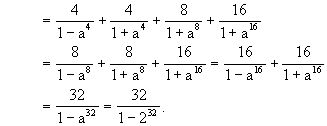 = 4/(1 − a⁴) + 4/(1 + a⁴) + 8/(1 + a⁸) + 16/(1 + a¹⁶)
= 8/(1 − a⁸) + 8/(1 + a⁸) + 16/(1 + a¹⁶) = 16/(1 − a¹⁶) + 16/(1 + a¹⁶)
= 32/(1 − a³²) = 32/(1 − 2³²).